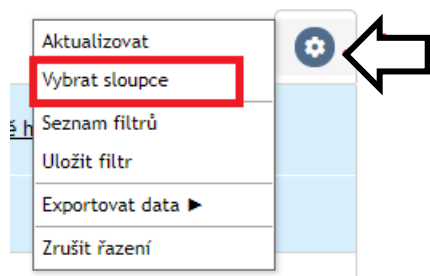 Aktualizovat
Vybrat sloupce
é h
Seznam filtrů
Uložit filtr
Exportovat data ►
Zrušit řazení